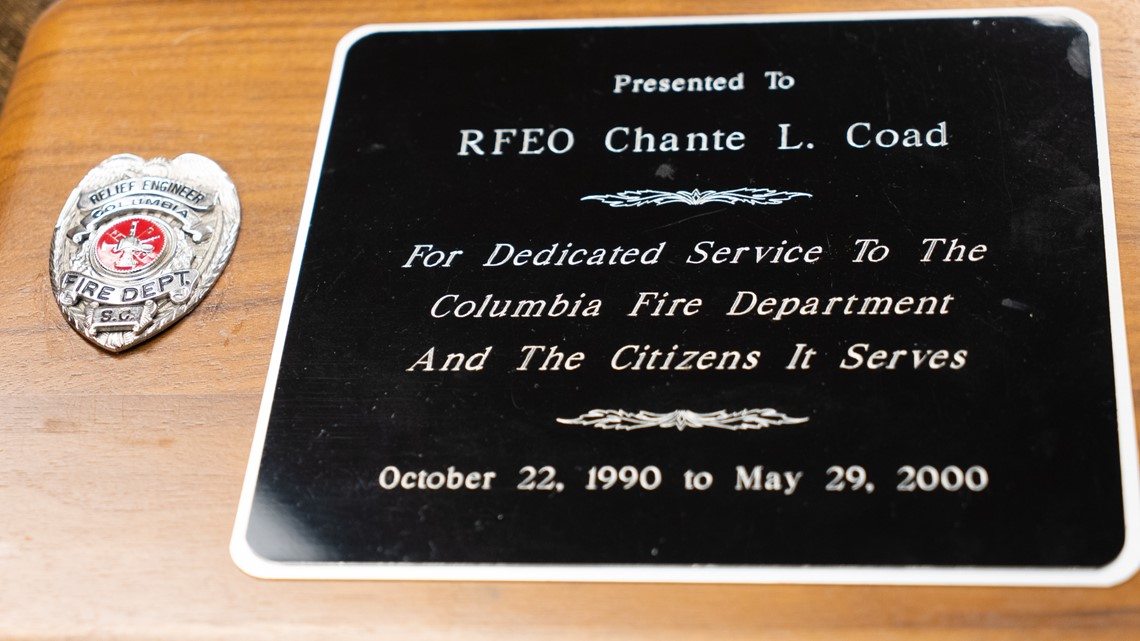 RELIEF ENGINEER
COLUMBIA
FIRE DEPT.
S.C.
Presented To
RFEO Chante L. Coad
For Dedicated Service To The
Columbia Fire Department
And The Citizens It Serves
October 22, 1990 to May 29, 2000